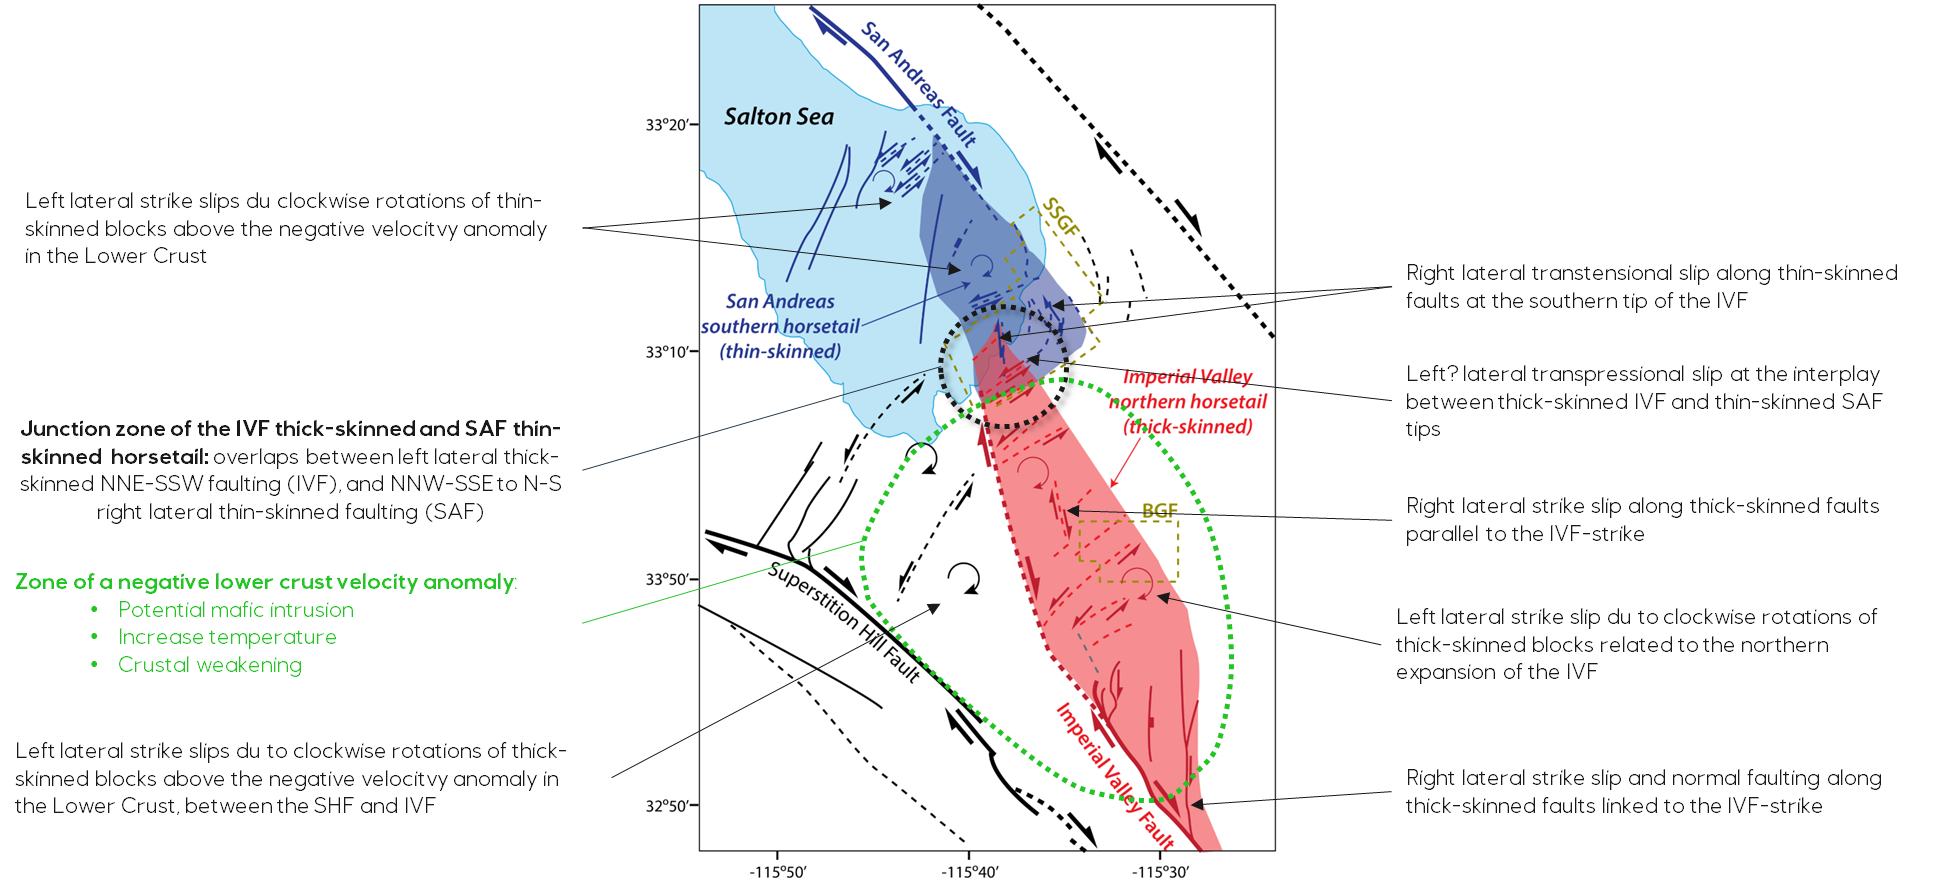 San Andreas Fault
Salton Sea
33°20'
Left lateral strike slips du clockwise rotations of thin-
skinned blocks above the negative velocitvy anomaly
in the Lower Crust
SSGF
Right lateral transtensional slip along thin-skinned
faults at the southern tip of the IVF
San Andreas
southern horsetail
(thin-skinned)
33°10'
Imperial Valley
northern horsetail
(thick-skinned)
Left? lateral transpressional slip at the interplay
between thick-skinned IVF and thin-skinned SAF
tips
Junction zone of the IVF thick-skinned and SAF thin-
skinned horsetail: overlaps between left lateral thick-
skinned NNE-SSW faulting (IVF), and NNW-SSE to N-S
right lateral thin-skinned faulting (SAF)
BGF
Right lateral strike slip along thick-skinned faults
parallel to the IVF-strike
33°50'
Zone of a negative lower crust velocity anomaly:
• Potential mafic intrusion
• Increase temperature
• Crustal weakening
Superstition Hill Fault
Left lateral strike slip du to clockwise rotations of
thick-skinned blocks related to the northern
expansion of the IVF
Left lateral strike slips du to clockwise rotations of thick-
skinned blocks above the negative velocitvy anomaly in
the Lower Crust, between the SHF and IVF
Imperial Valley Fault
Right lateral strike slip and normal faulting along
thick-skinned faults linked to the IVF-strike
32°50'
-115°50'
-115°40'
-115°30'